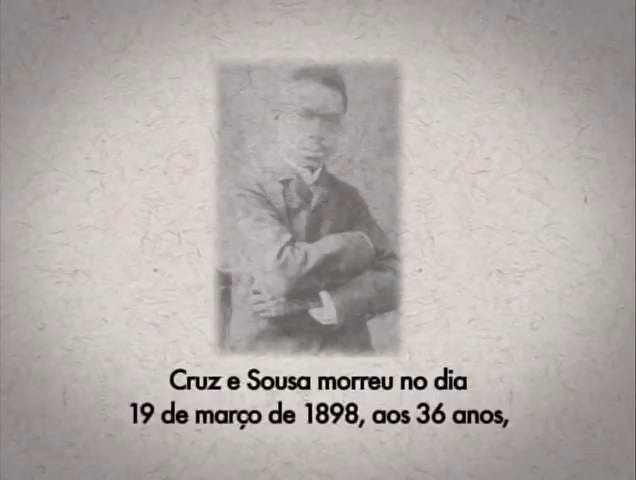 Cruz e Sousa morreu no dia
19 de março de 1898, aos 36 anos,